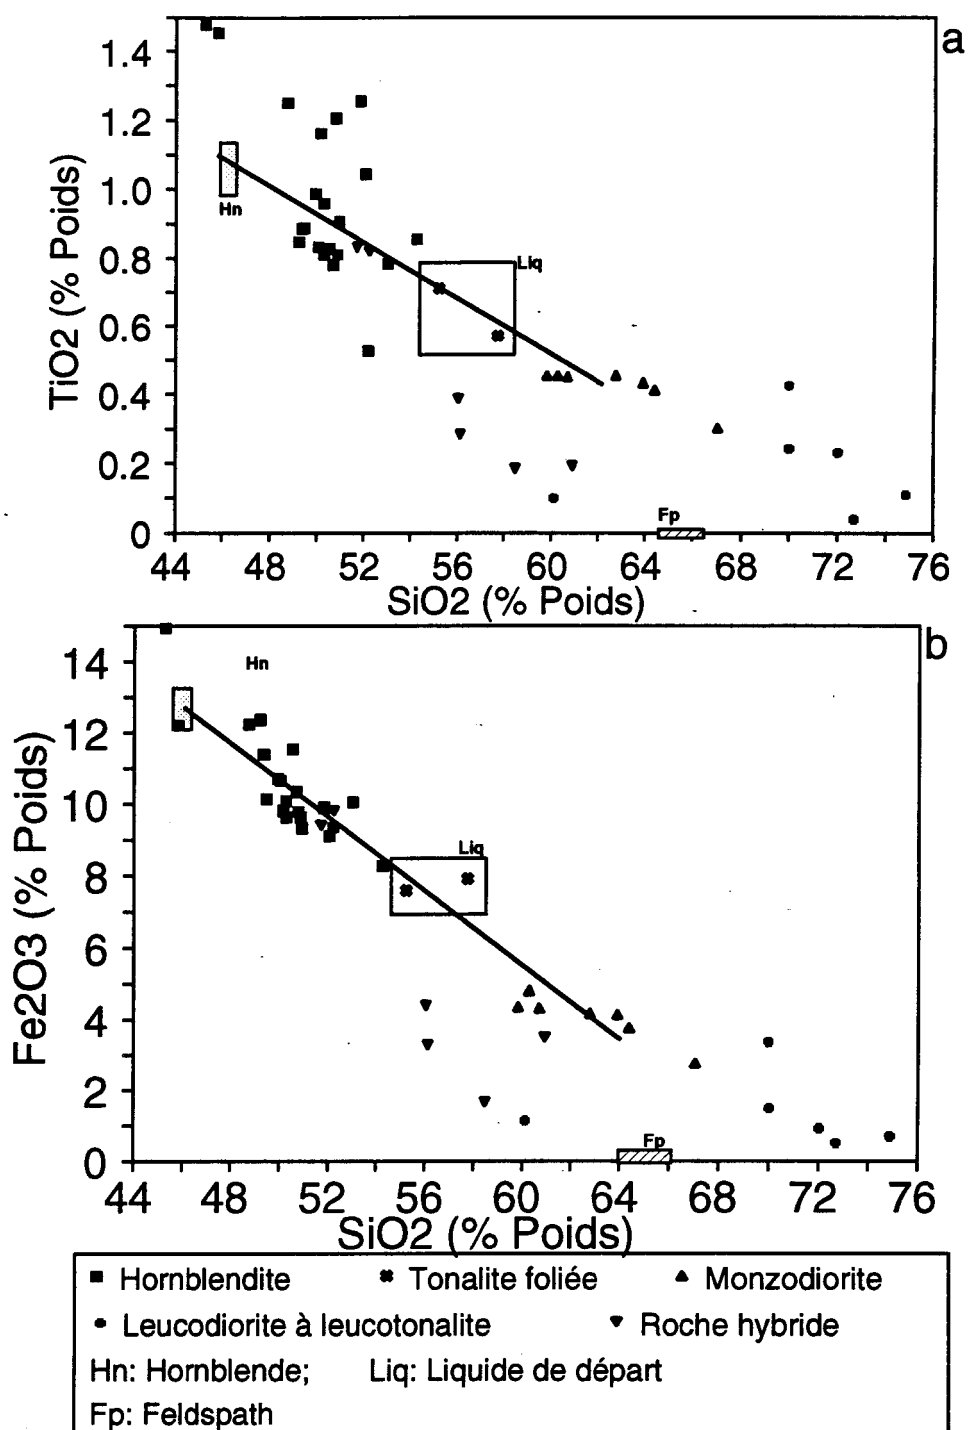 a
1.4
1.2
1.0
0.8
0.6
0.4
0.2
0
TiO2 (% Poids)
Hn
Liq
Fp
44 48 52 56 60 64 68 72 76
SiO2 (% Poids)
b
14
12
10
8
6
4
2
0
Fe2O3 (% Poids)
Hn
Liq
Fp
44 48 52 56 60 64 68 72 76
SiO2 (% Poids)
Hornblendite Tonalite foliée Monzodiorite
Leucodiorite à leucotonalite Roche hybride
Hn: Hornblende; Liq: Liquide de départ
Fp: Feldspath